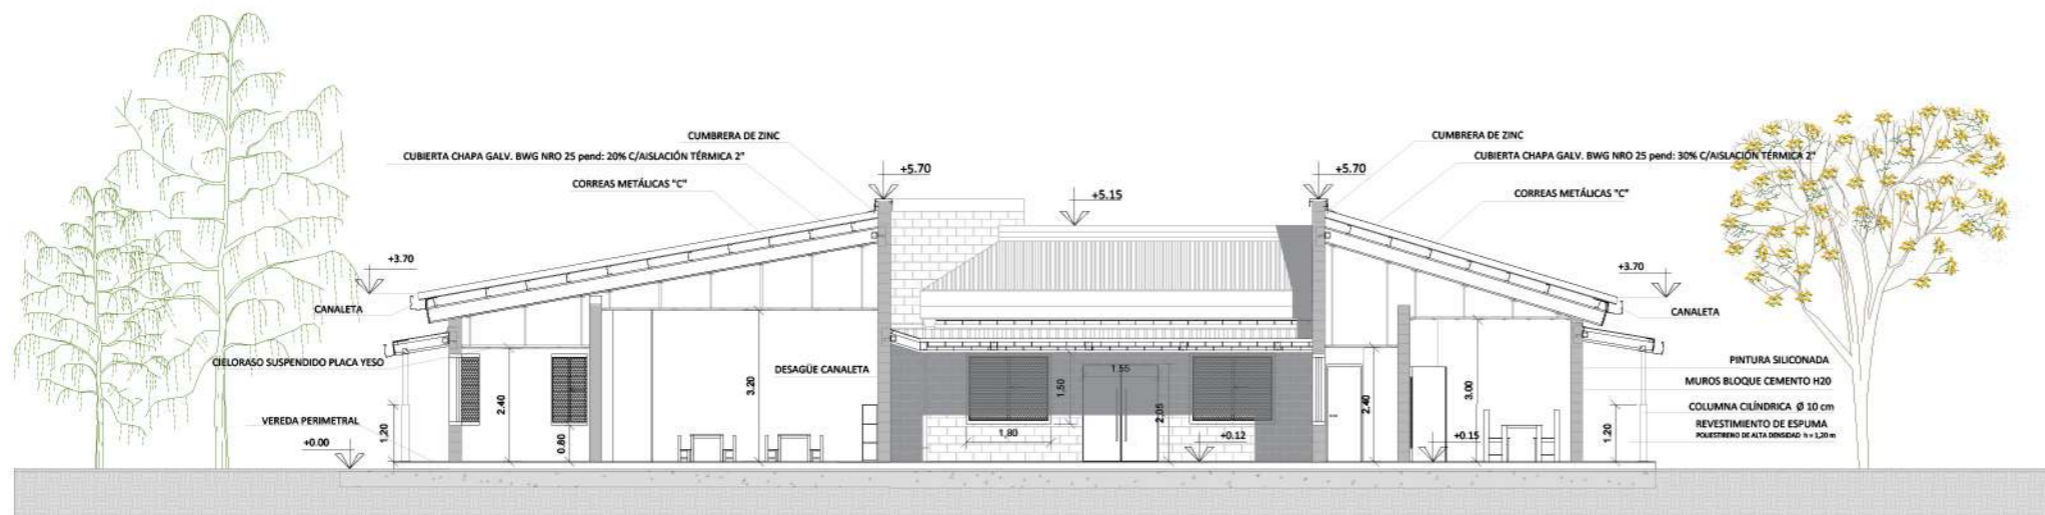 CUMBRERA DE ZINC
CUBIERTA CHAPA GALV. BWG NRO 25 pend: 20% C/AISLACIÓN TÉRMICA 2"
CORREAS METÁLICAS "C"
+5.70
+5.15
+5.70
CUMBRERA DE ZINC
CUBIERTA CHAPA GALV. BWG NRO 25 pend: 30% C/AISLACIÓN TÉRMICA 2"
CORREAS METÁLICAS "C"
+3.70
CANALETA
CIELORASO SUSPENDIDO PLACA YESO
VEREDA PERIMETRAL
+0.00
1.20
2.40
0.80
3.20
DESAGÜE CANALETA
1,80
1.50
1.55
2.05
+0.12
2.40
+0.15
3.00
1.20
+3.70
CANALETA
PINTURA SILICONADA
MUROS BLOQUE CEMENTO H20
COLUMNA CILÍNDRICA Ø 10 cm
REVESTIMIENTO DE ESPUMA
POLIESTIRENO DE ALTA DENSIDAD h = 1,20 m